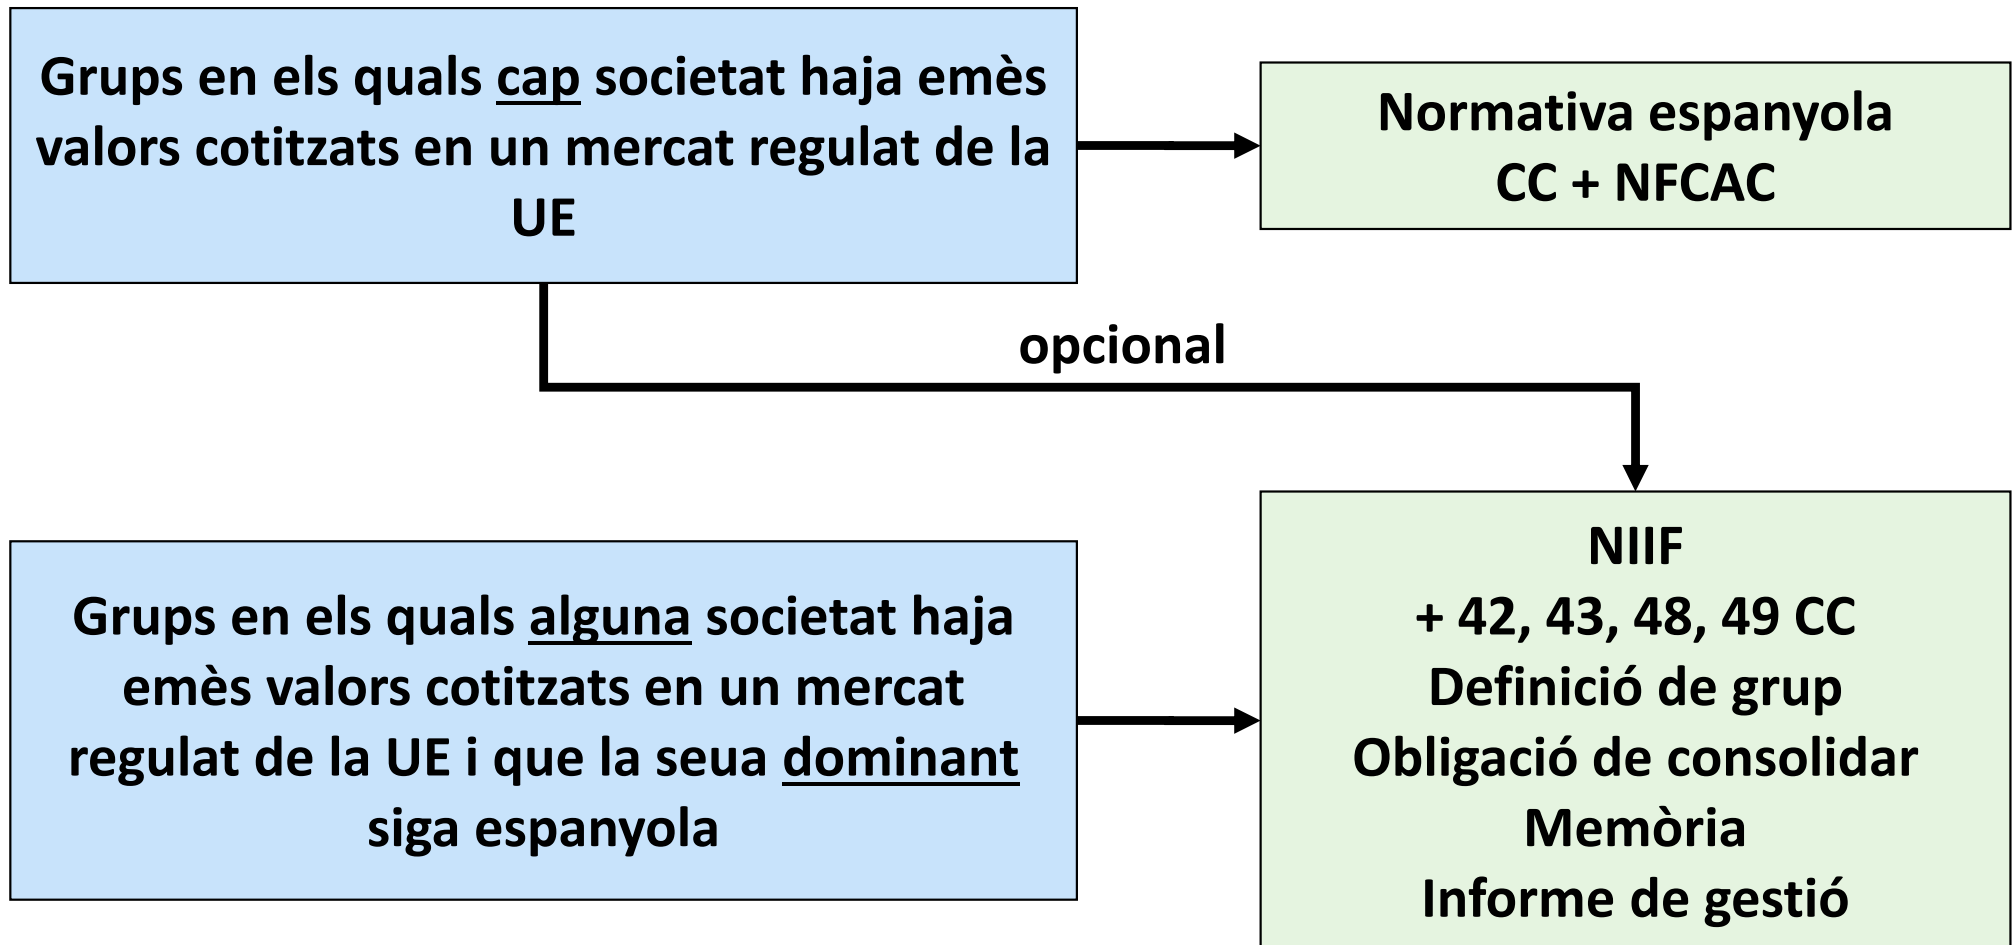 Grups en els quals cap societat haja emès
valors cotitzats en un mercat regulat de la
UE
Normativa espanyola
CC + NFCAC
opcional
Grups en els quals alguna societat haja
emès valors cotitzats en un mercat
regulat de la UE i que la seua dominant
siga espanyola
NIIF
+ 42, 43, 48, 49 CC
Definició de grup
Obligació de consolidar
Memòria
Informe de gestió